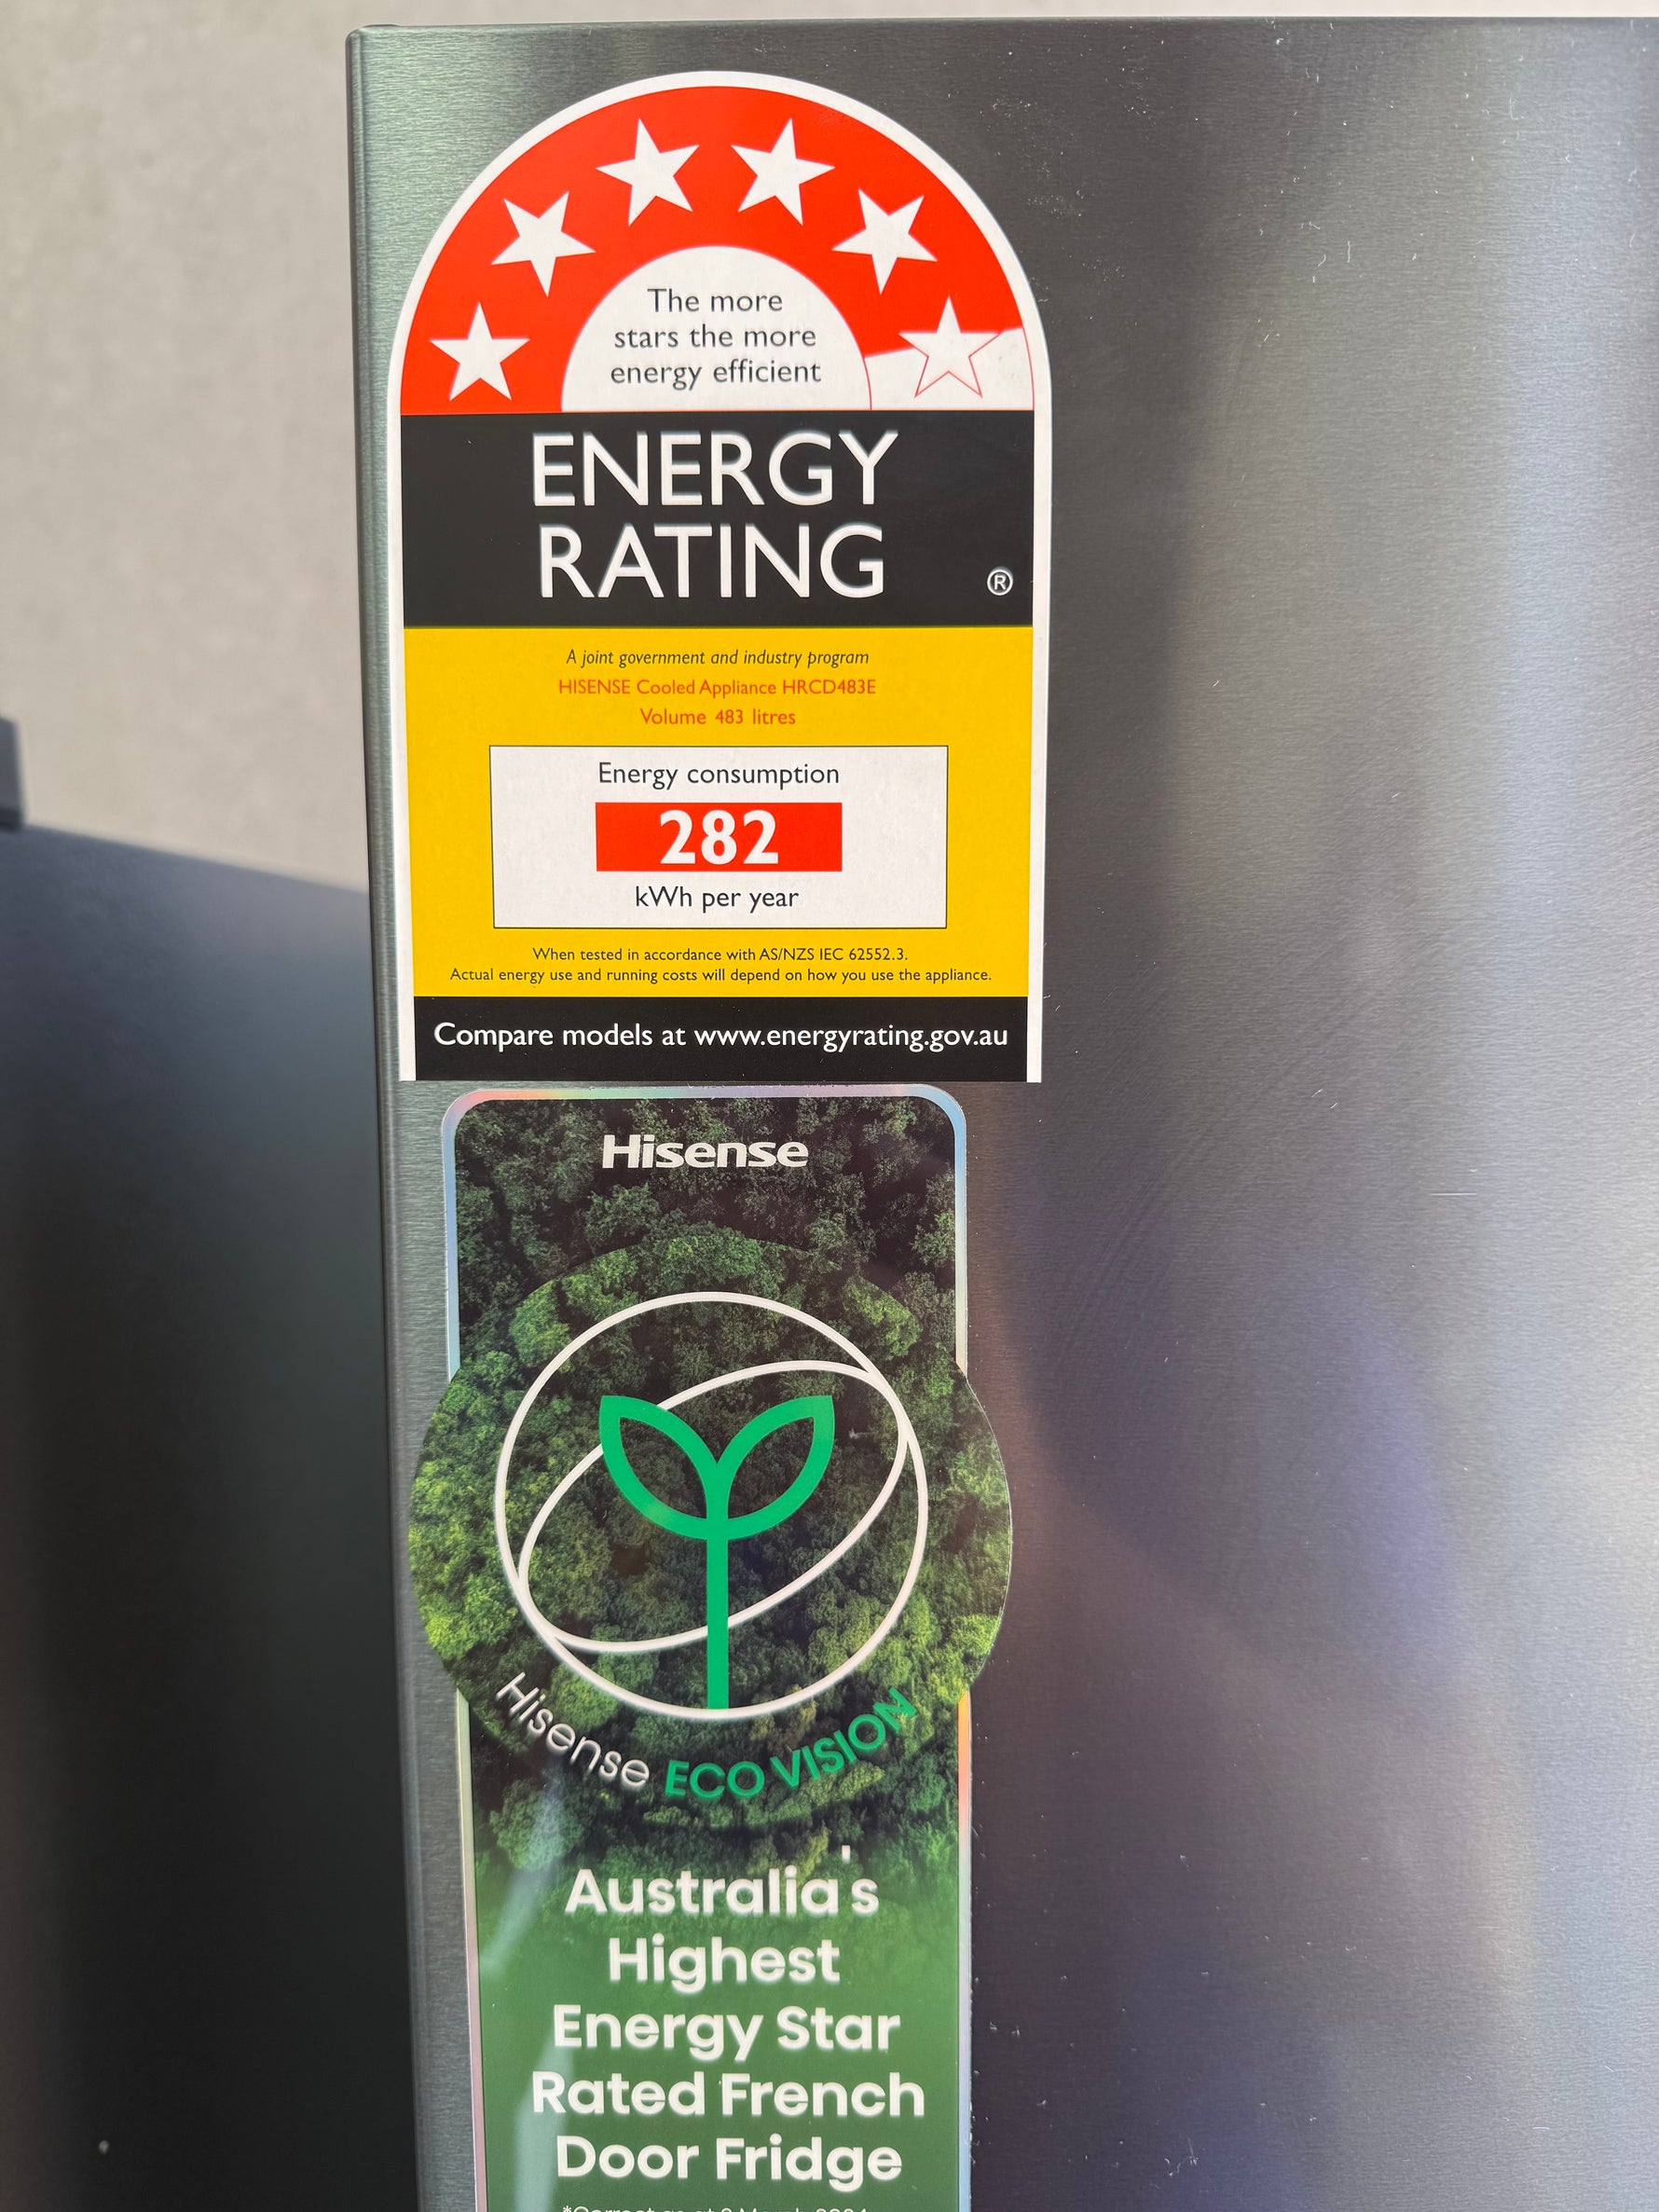 The more
stars the more
energy efficient
ENERGY
RATING
®
A joint government and industry program
HISENSE Cooled Appliance HRCD483E
Volume 483 litres
Energy consumption
282
kWh per year
When tested in accordance with AS/NZS IEC 62552.3.
Actual energy use and running costs will depend on how you use the appliance.
Compare models at www.energyrating.gov.au
Hisense
Hisense ECO VISION
Australia's
Highest
Energy Star
Rated French
Door Fridge
*Correct as at